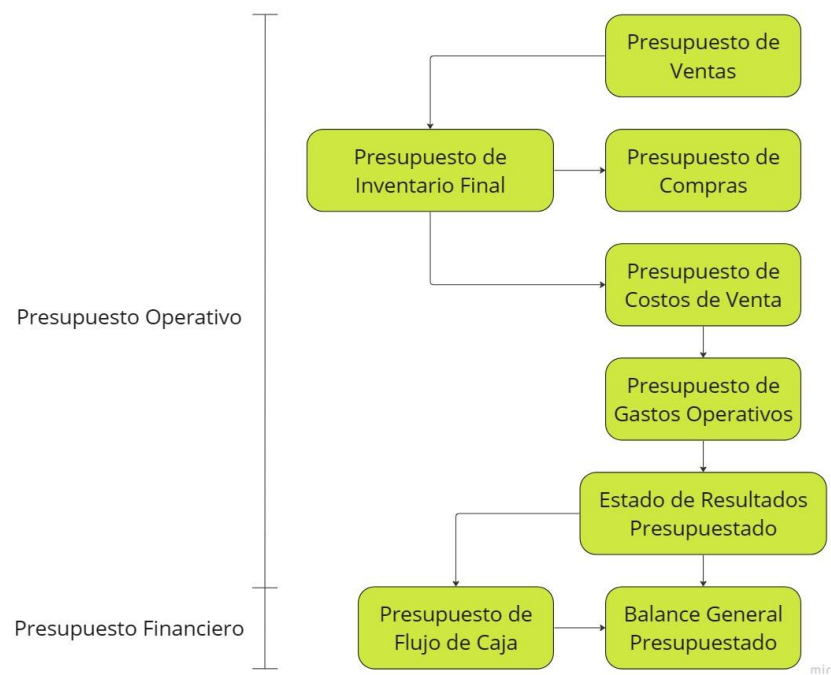 Presupuesto de
Ventas
Presupuesto de
Inventario Final
Presupuesto de
Compras
Presupuesto de
Costos de Venta
Presupuesto Operativo
Presupuesto de
Gastos Operativos
Estado de Resultados
Presupuestado
Presupuesto Financiero
Presupuesto de
Flujo de Caja
Balance General
Presupuestado
mir